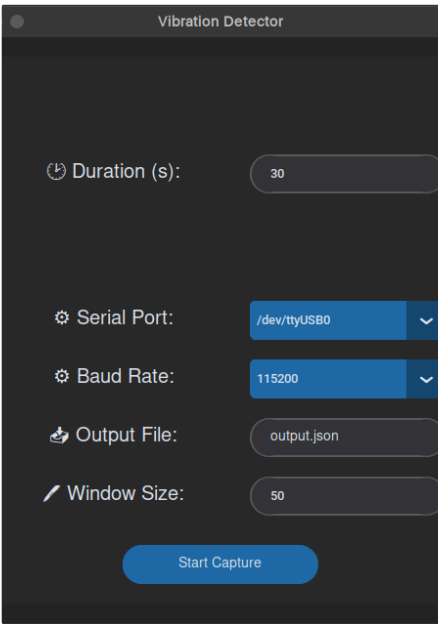 Vibration Detector
🕑 Duration (s): 30
⚙ Serial Port: /dev/ttyUSB0
⚙ Baud Rate: 115200
📥 Output File: output.json
🖊 Window Size: 50
Start Capture